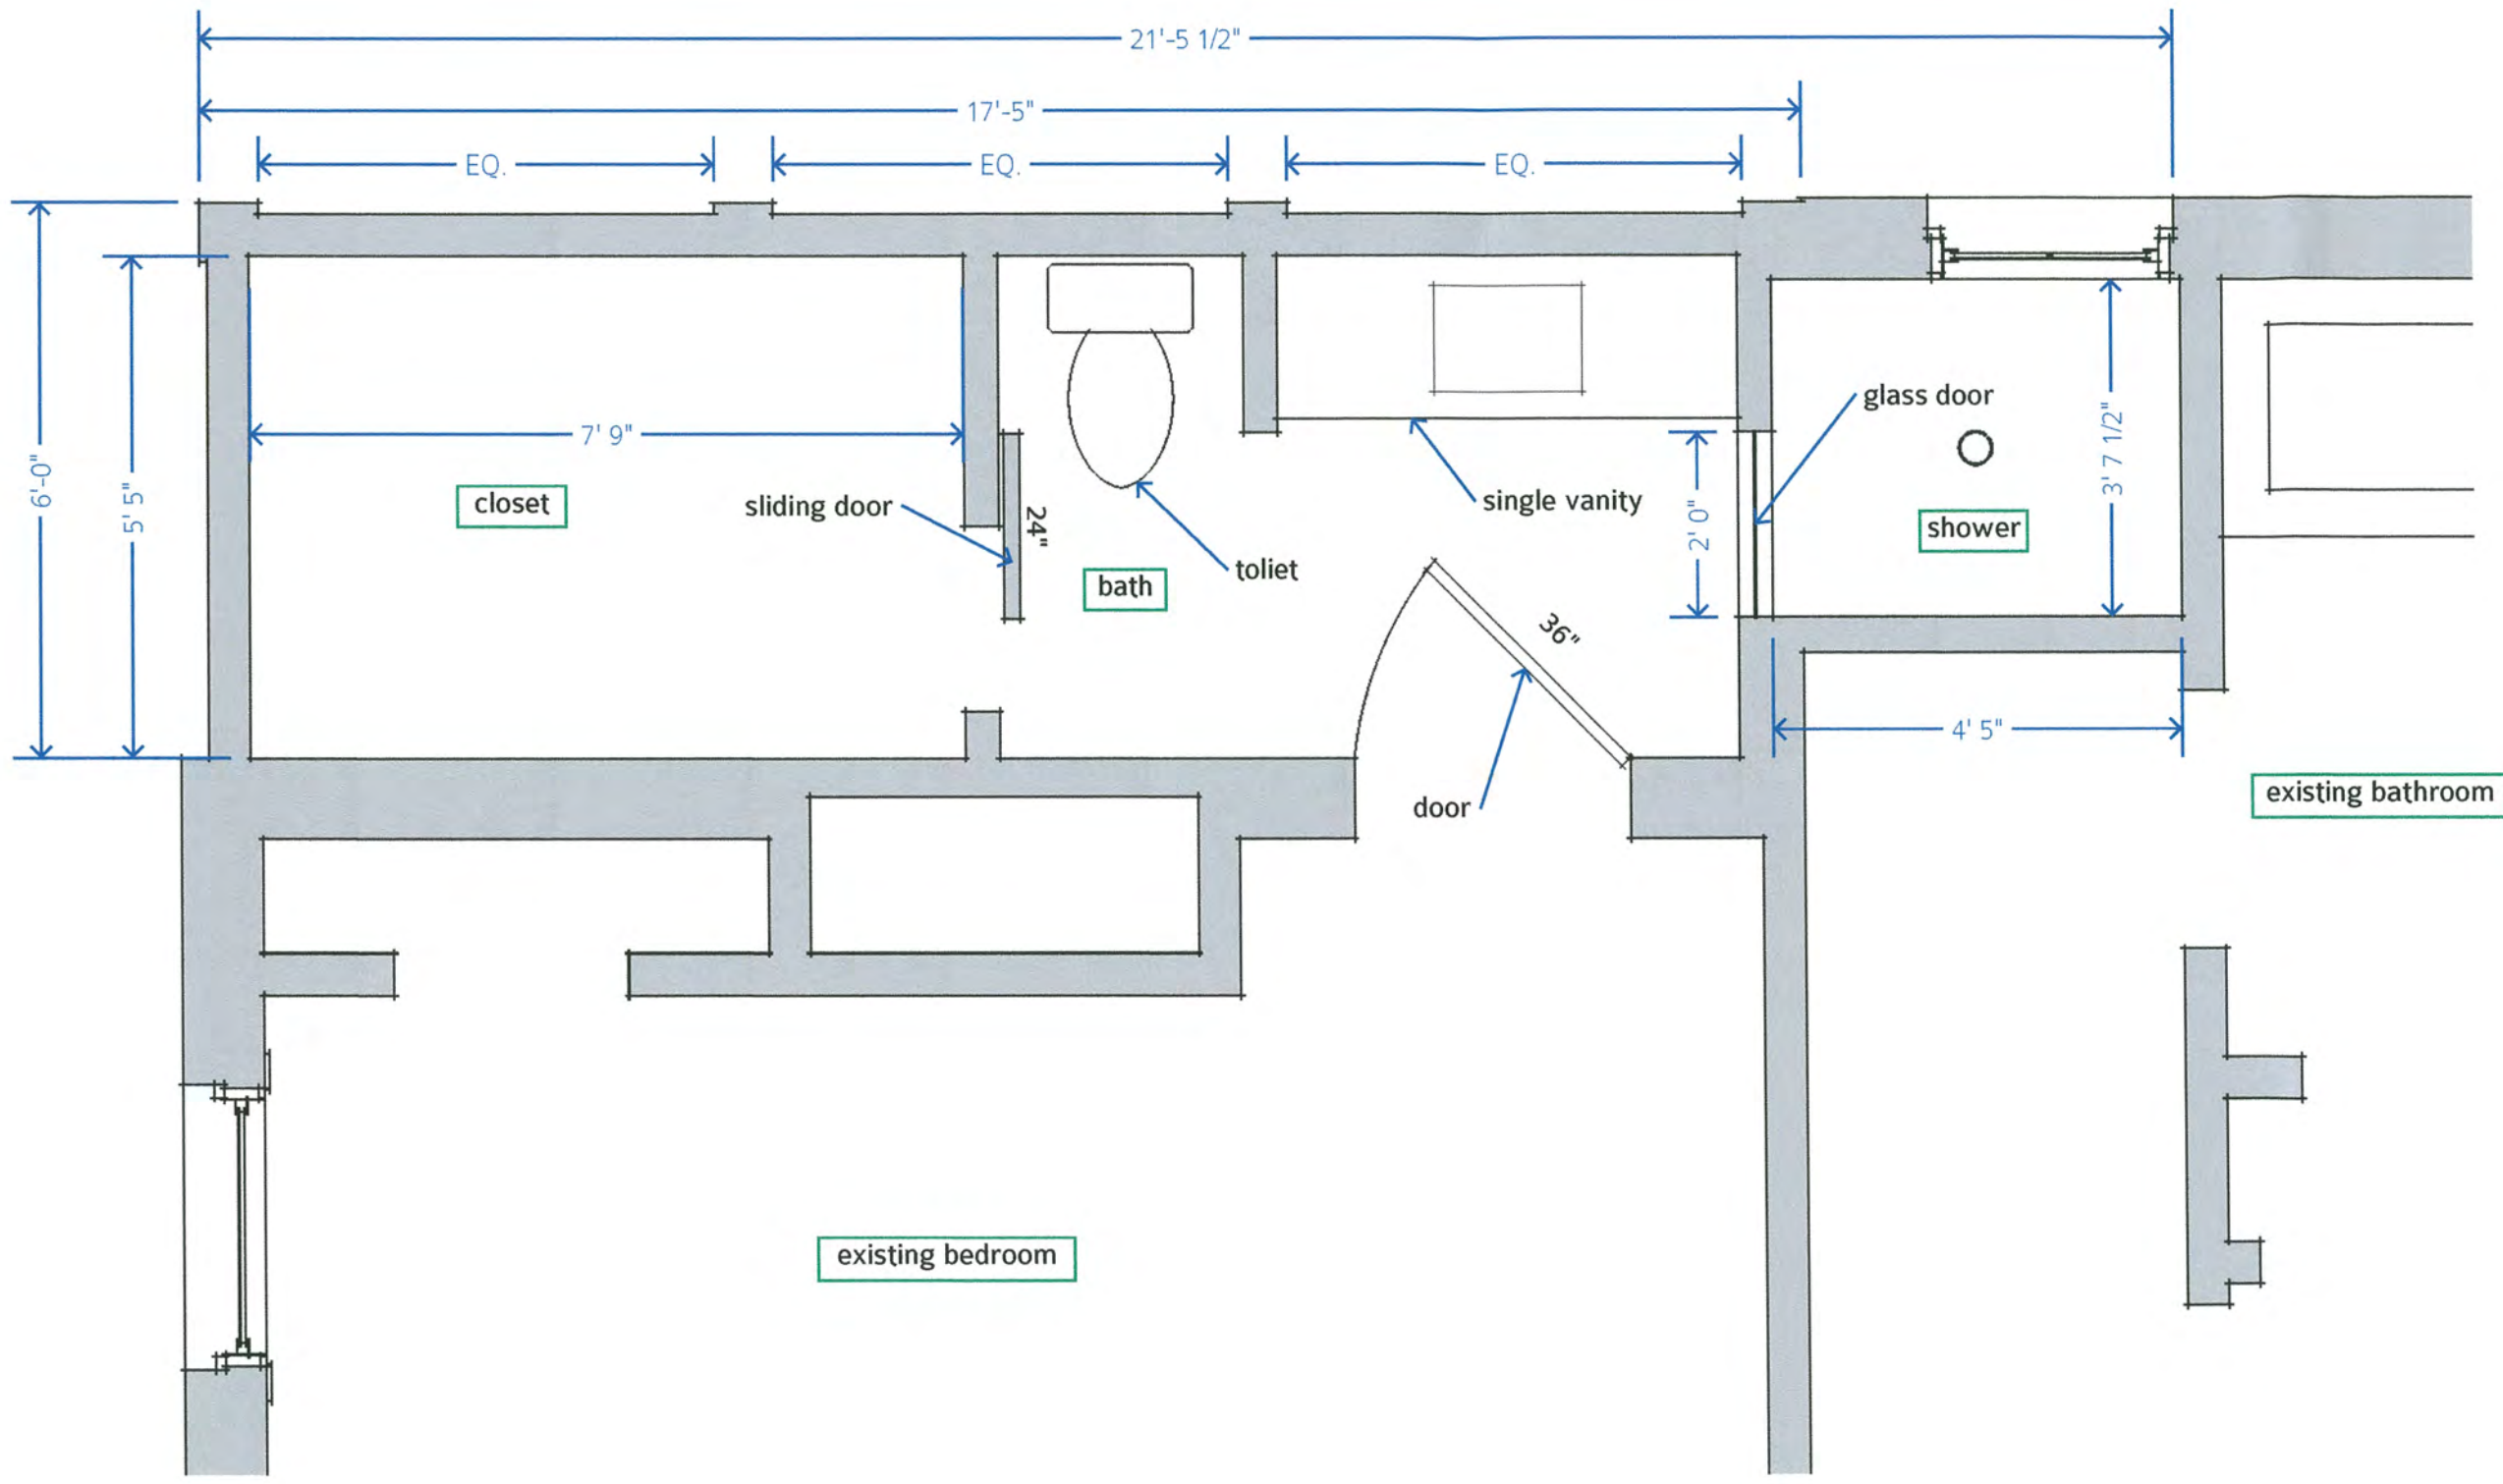 21'-5 1/2"
17'-5"
EQ.
EQ.
EQ.
6'-0"
5' 5"
7' 9"
closet
sliding door
24"
bath
toliet
single vanity
glass door
2' 0"
3' 7 1/2"
shower
36"
4' 5"
door
existing bathroom
existing bedroom